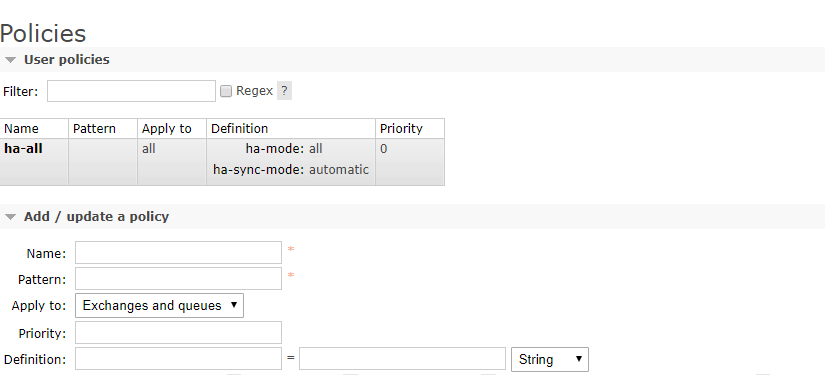 Policies
User policies
Filter: Regex ?
Name Pattern Apply to Definition Priority
ha-all all ha-mode: all 0
ha-sync-mode: automatic
Add / update a policy
Name: *
Pattern: *
Apply to: Exchanges and queues
Priority:
Definition: = String